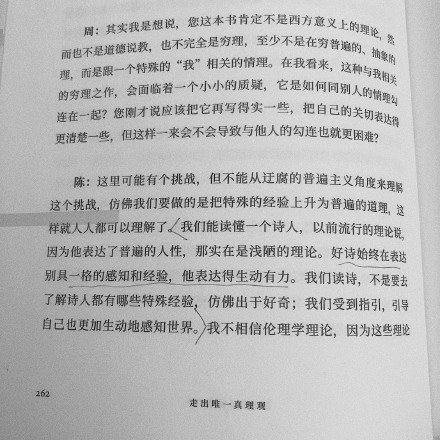 周：其实我是想说，您这本书肯定不是西方意义上的理论，然
而也不是道德说教，也不完全是穷理，至少不是在穷普遍的、抽象的
理，而是跟一个特殊的“我”相关的情理。在我看来，这种与我相关
的穷理之作，会面临着一个小小的质疑，它是如何同别人的情理勾
连在一起？您刚才说应该把它再写得实一些，把自己的关切表达得
更清楚一些，但这样一来会不会导致与他人的勾连也就更困难？
陈：这里可能有个挑战，但不能从迂腐的普遍主义角度来理解
这个挑战，仿佛我们要做的是把特殊的经验上升为普遍的道理，这
样就人人都可以理解了。我们能读懂一个诗人，以前流行的理论说，
因为他表达了普遍的人性，那实在是浅陋的理论。好诗始终在表达
别具一格的感知和经验，他表达得生动有力。我们读诗，不是要去
了解诗人都有哪些特殊经验，仿佛出于好奇；我们受到指引，引导
自己也更加生动地感知世界。我不相信伦理学理论，因为这些理论
262
走出唯一真理观